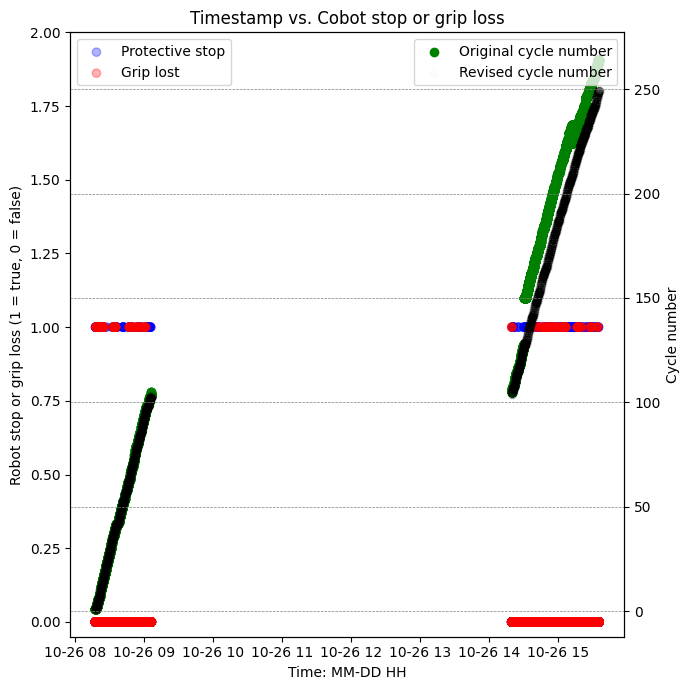 Timestamp vs. Cobot stop or grip loss
Protective stop
Grip lost
Original cycle number
Revised cycle number
2.00
1.75
1.50
1.25
1.00
0.75
0.50
0.25
0.00
Robot stop or grip loss (1 = true, 0 = false)
250
200
150
100
50
0
Cycle number
10-26 08 10-26 09 10-26 10 10-26 11 10-26 12 10-26 13 10-26 14 10-26 15
Time: MM-DD HH